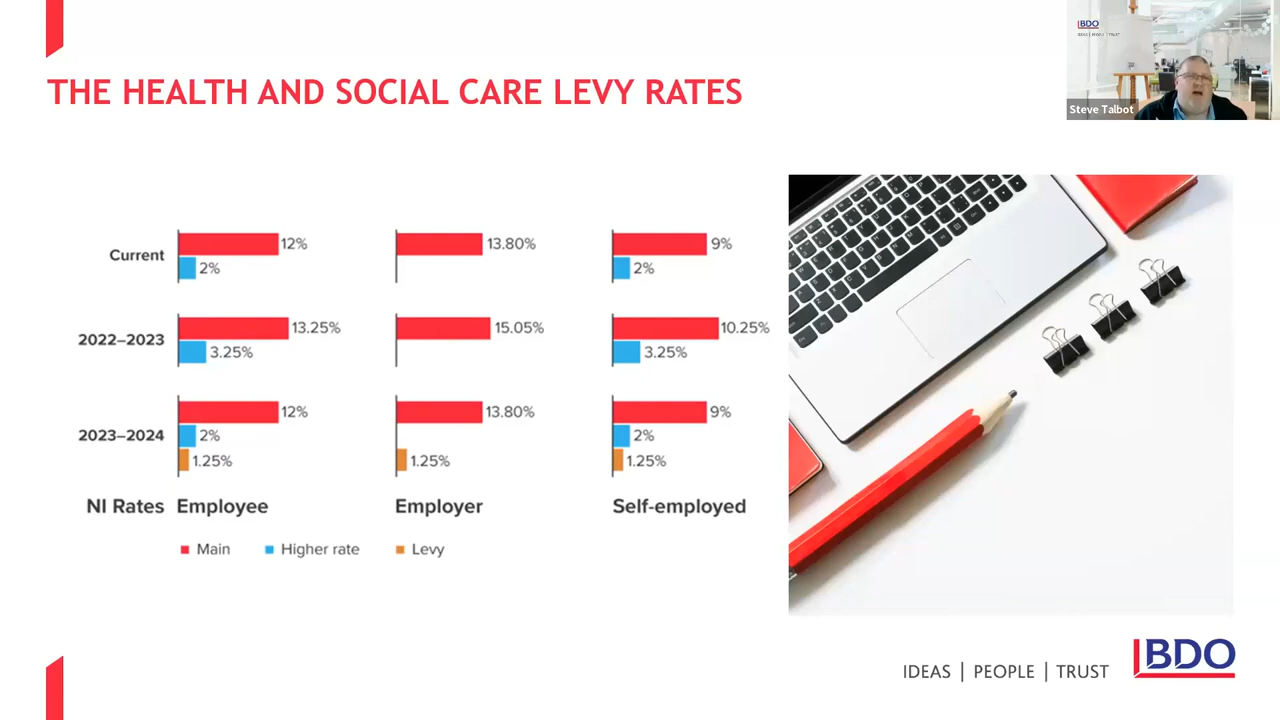 THE HEALTH AND SOCIAL CARE LEVY RATES
BDO
Steve Talbot
Current
12%
2%
13.80%
9%
2%
2022–2023
13.25%
3.25%
15.05%
10.25%
3.25%
2023–2024
12%
2%
1.25%
13.80%
1.25%
9%
2%
1.25%
NI Rates Employee Employer Self-employed
Main Higher rate Levy
IDEAS | PEOPLE | TRUST
BDO